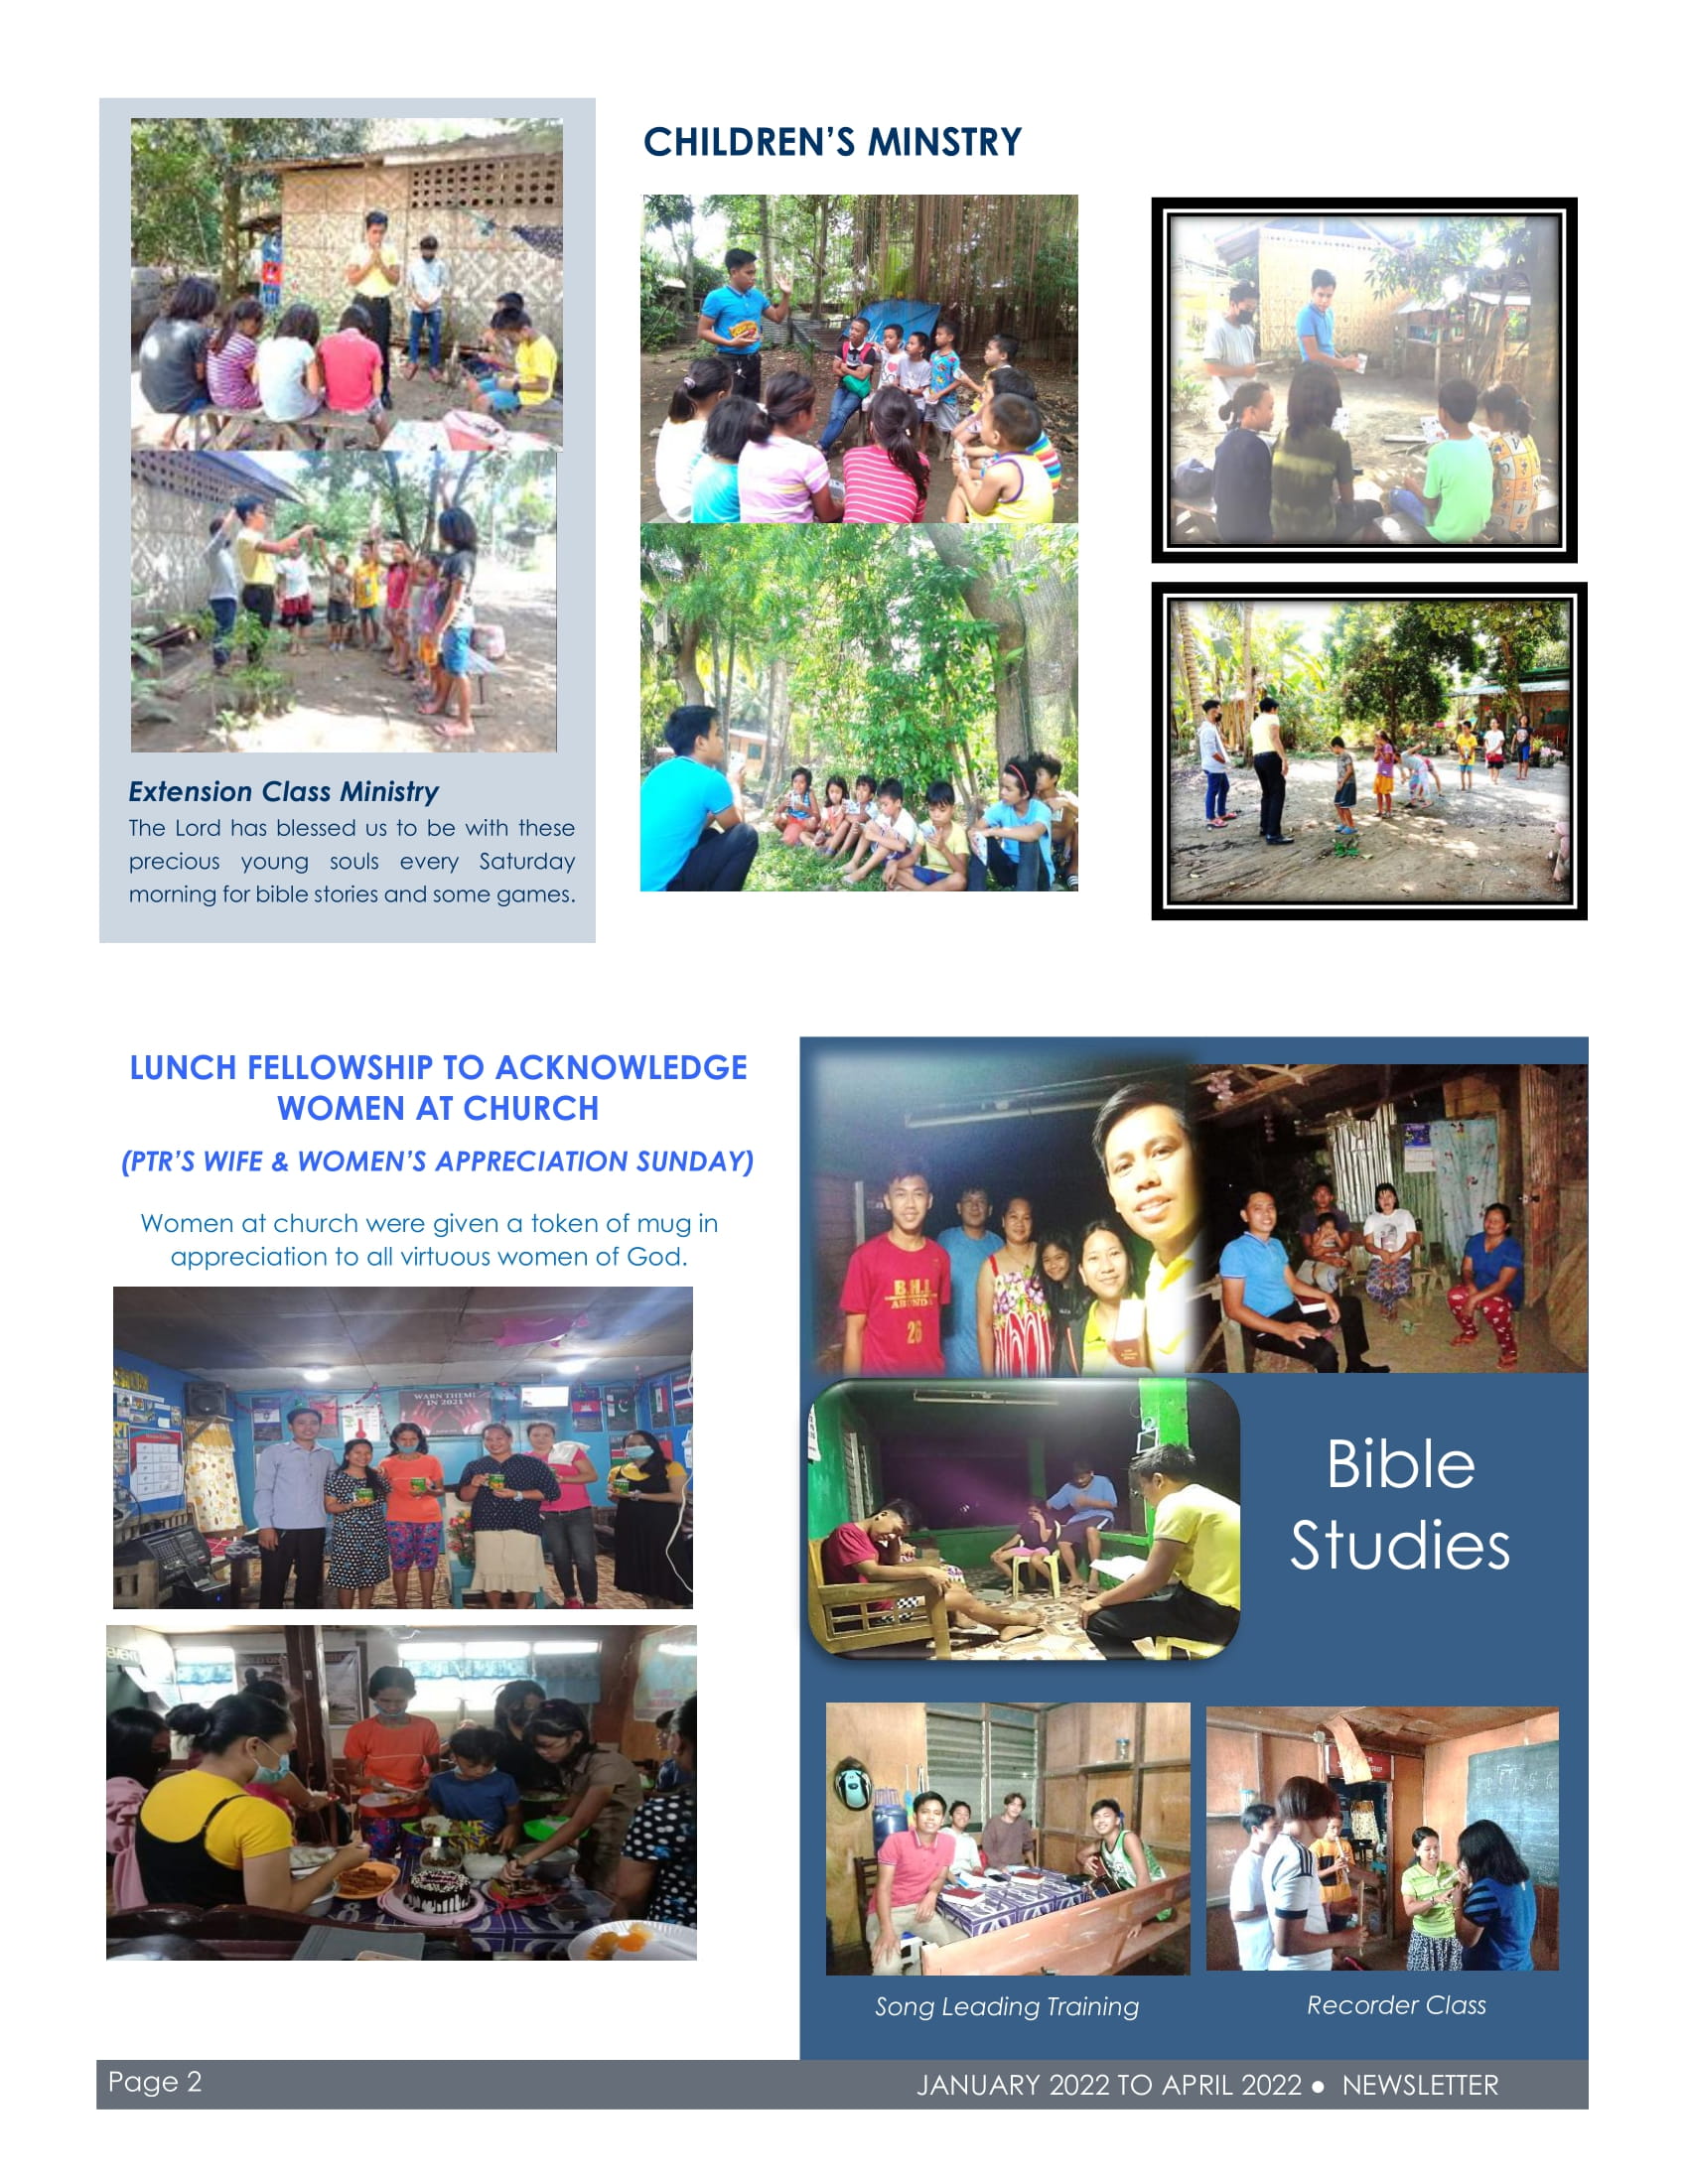 CHILDREN'S MINSTRY
Extension Class Ministry
The Lord has blessed us to be with these
precious young souls every Saturday
morning for bible stories and some games.
LUNCH FELLOWSHIP TO ACKNOWLEDGE
WOMEN AT CHURCH
(PTR'S WIFE & WOMEN'S APPRECIATION SUNDAY)
Women at church were given a token of mug in
appreciation to all virtuous women of God.
WARN THEM!
IN 2021
B.H.I.
26
Bible
Studies
Song Leading Training
Recorder Class
Page 2
JANUARY 2022 TO APRIL 2022 ● NEWSLETTER